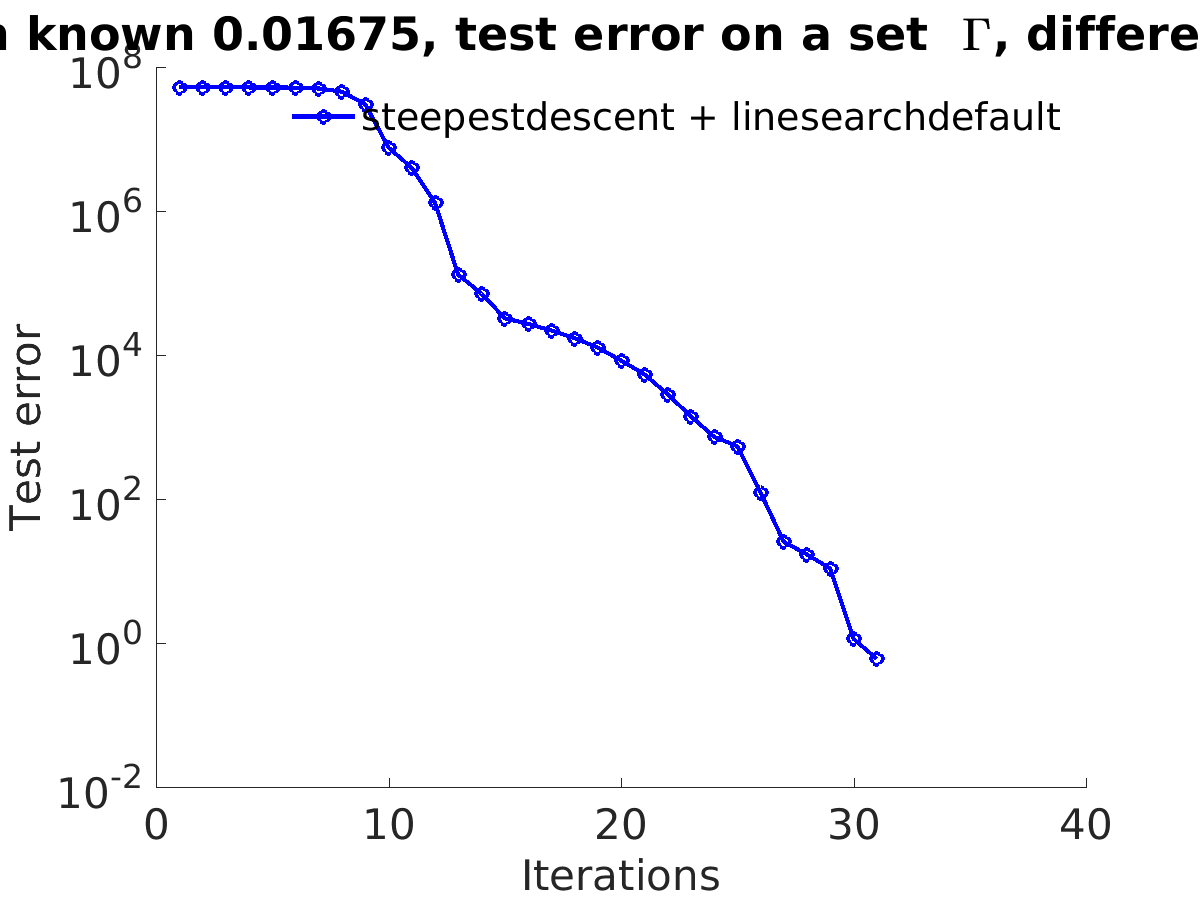 n known 0.01675, test error on a set Γ, differe
10^8
steepestdescent + linesearchdefault
10^6
10^4
10^2
10^0
10^-2
Test error
0 10 20 30 40
Iterations